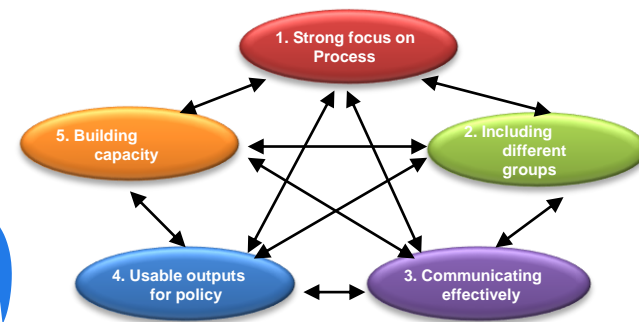 1. Strong focus on
Process
2. Including
different
groups
3. Communicating
effectively
4. Usable outputs
for policy
5. Building
capacity